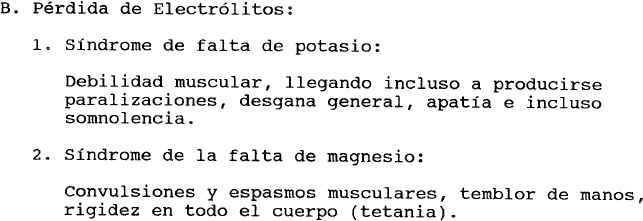 B. Pérdida de Electrólitos:
1. Síndrome de falta de potasio:
Debilidad muscular, llegando incluso a producirse
paralizaciones, desgana general, apatía e incluso
somnolencia.
2. Síndrome de la falta de magnesio:
Convulsiones y espasmos musculares, temblor de manos,
rigidez en todo el cuerpo (tetania).